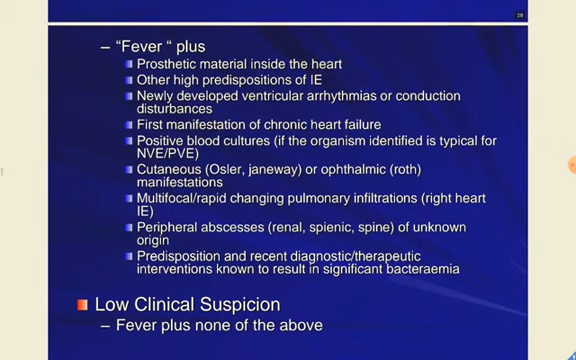 28
– “Fever “ plus
Prosthetic material inside the heart
Other high predispositions of IE
Newly developed ventricular arrhythmias or conduction
disturbances
First manifestation of chronic heart failure
Positive blood cultures (if the organism identified is typical for
NVE/PVE)
Cutaneous (Osler, janeway) or ophthalmic (roth)
manifestations
Multifocal/rapid changing pulmonary infiltrations (right heart
IE)
Peripheral abscesses (renal, spienic, spine) of unknown
origin
Predisposition and recent diagnostic/therapeutic
interventions known to result in significant bacteraemia
Low Clinical Suspicion
– Fever plus none of the above